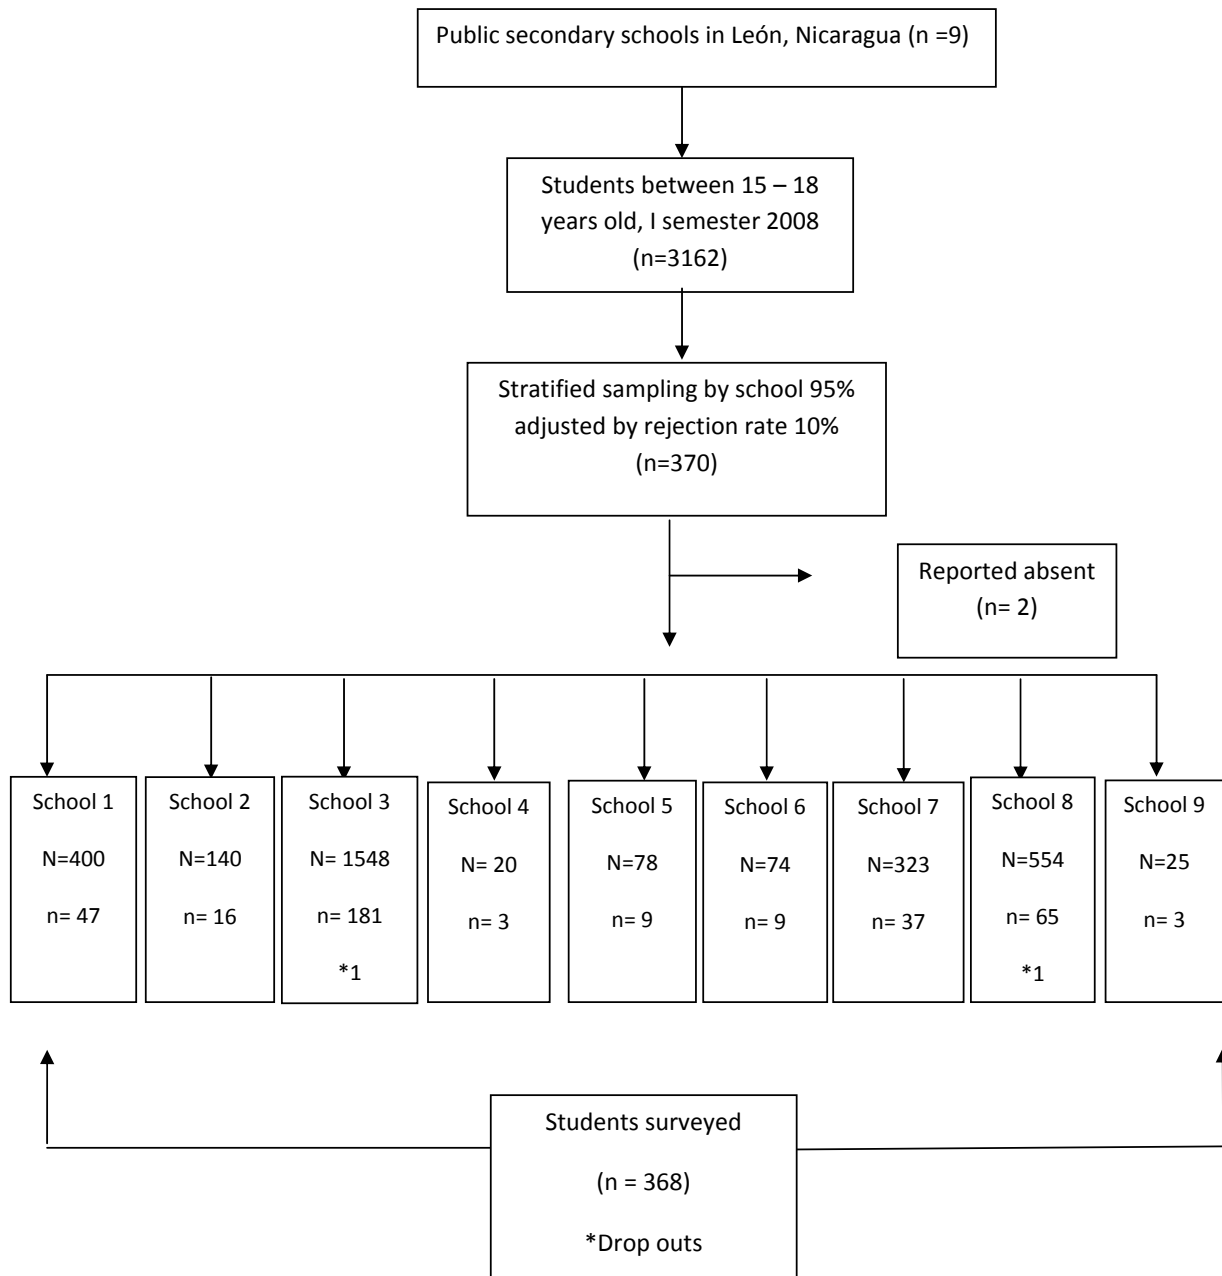 Public secondary schools in León, Nicaragua (n =9)
Students between 15 – 18
years old, I semester 2008
(n=3162)
Stratified sampling by school 95%
adjusted by rejection rate 10%
(n=370)
Reported absent
(n= 2)
School 1
N=400
n= 47
School 2
N=140
n= 16
School 3
N= 1548
n= 181
*1
School 4
N= 20
n= 3
School 5
N=78
n= 9
School 6
N= 74
n= 9
School 7
N=323
n= 37
School 8
N=554
n= 65
*1
School 9
N=25
n= 3
Students surveyed
(n = 368)
*Drop outs